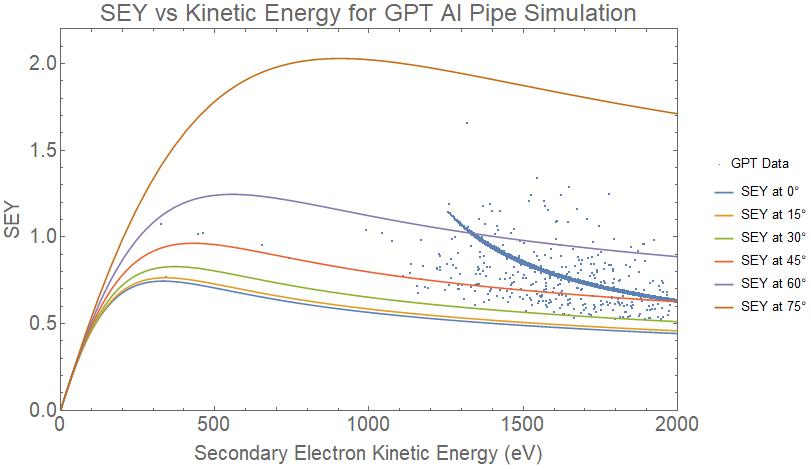 SEY vs Kinetic Energy for GPT Al Pipe Simulation
2.0
1.5
1.0
0.5
0.0
SEY
0
500
1000
1500
2000
Secondary Electron Kinetic Energy (eV)
GPT Data
SEY at 0°
SEY at 15°
SEY at 30°
SEY at 45°
SEY at 60°
SEY at 75°